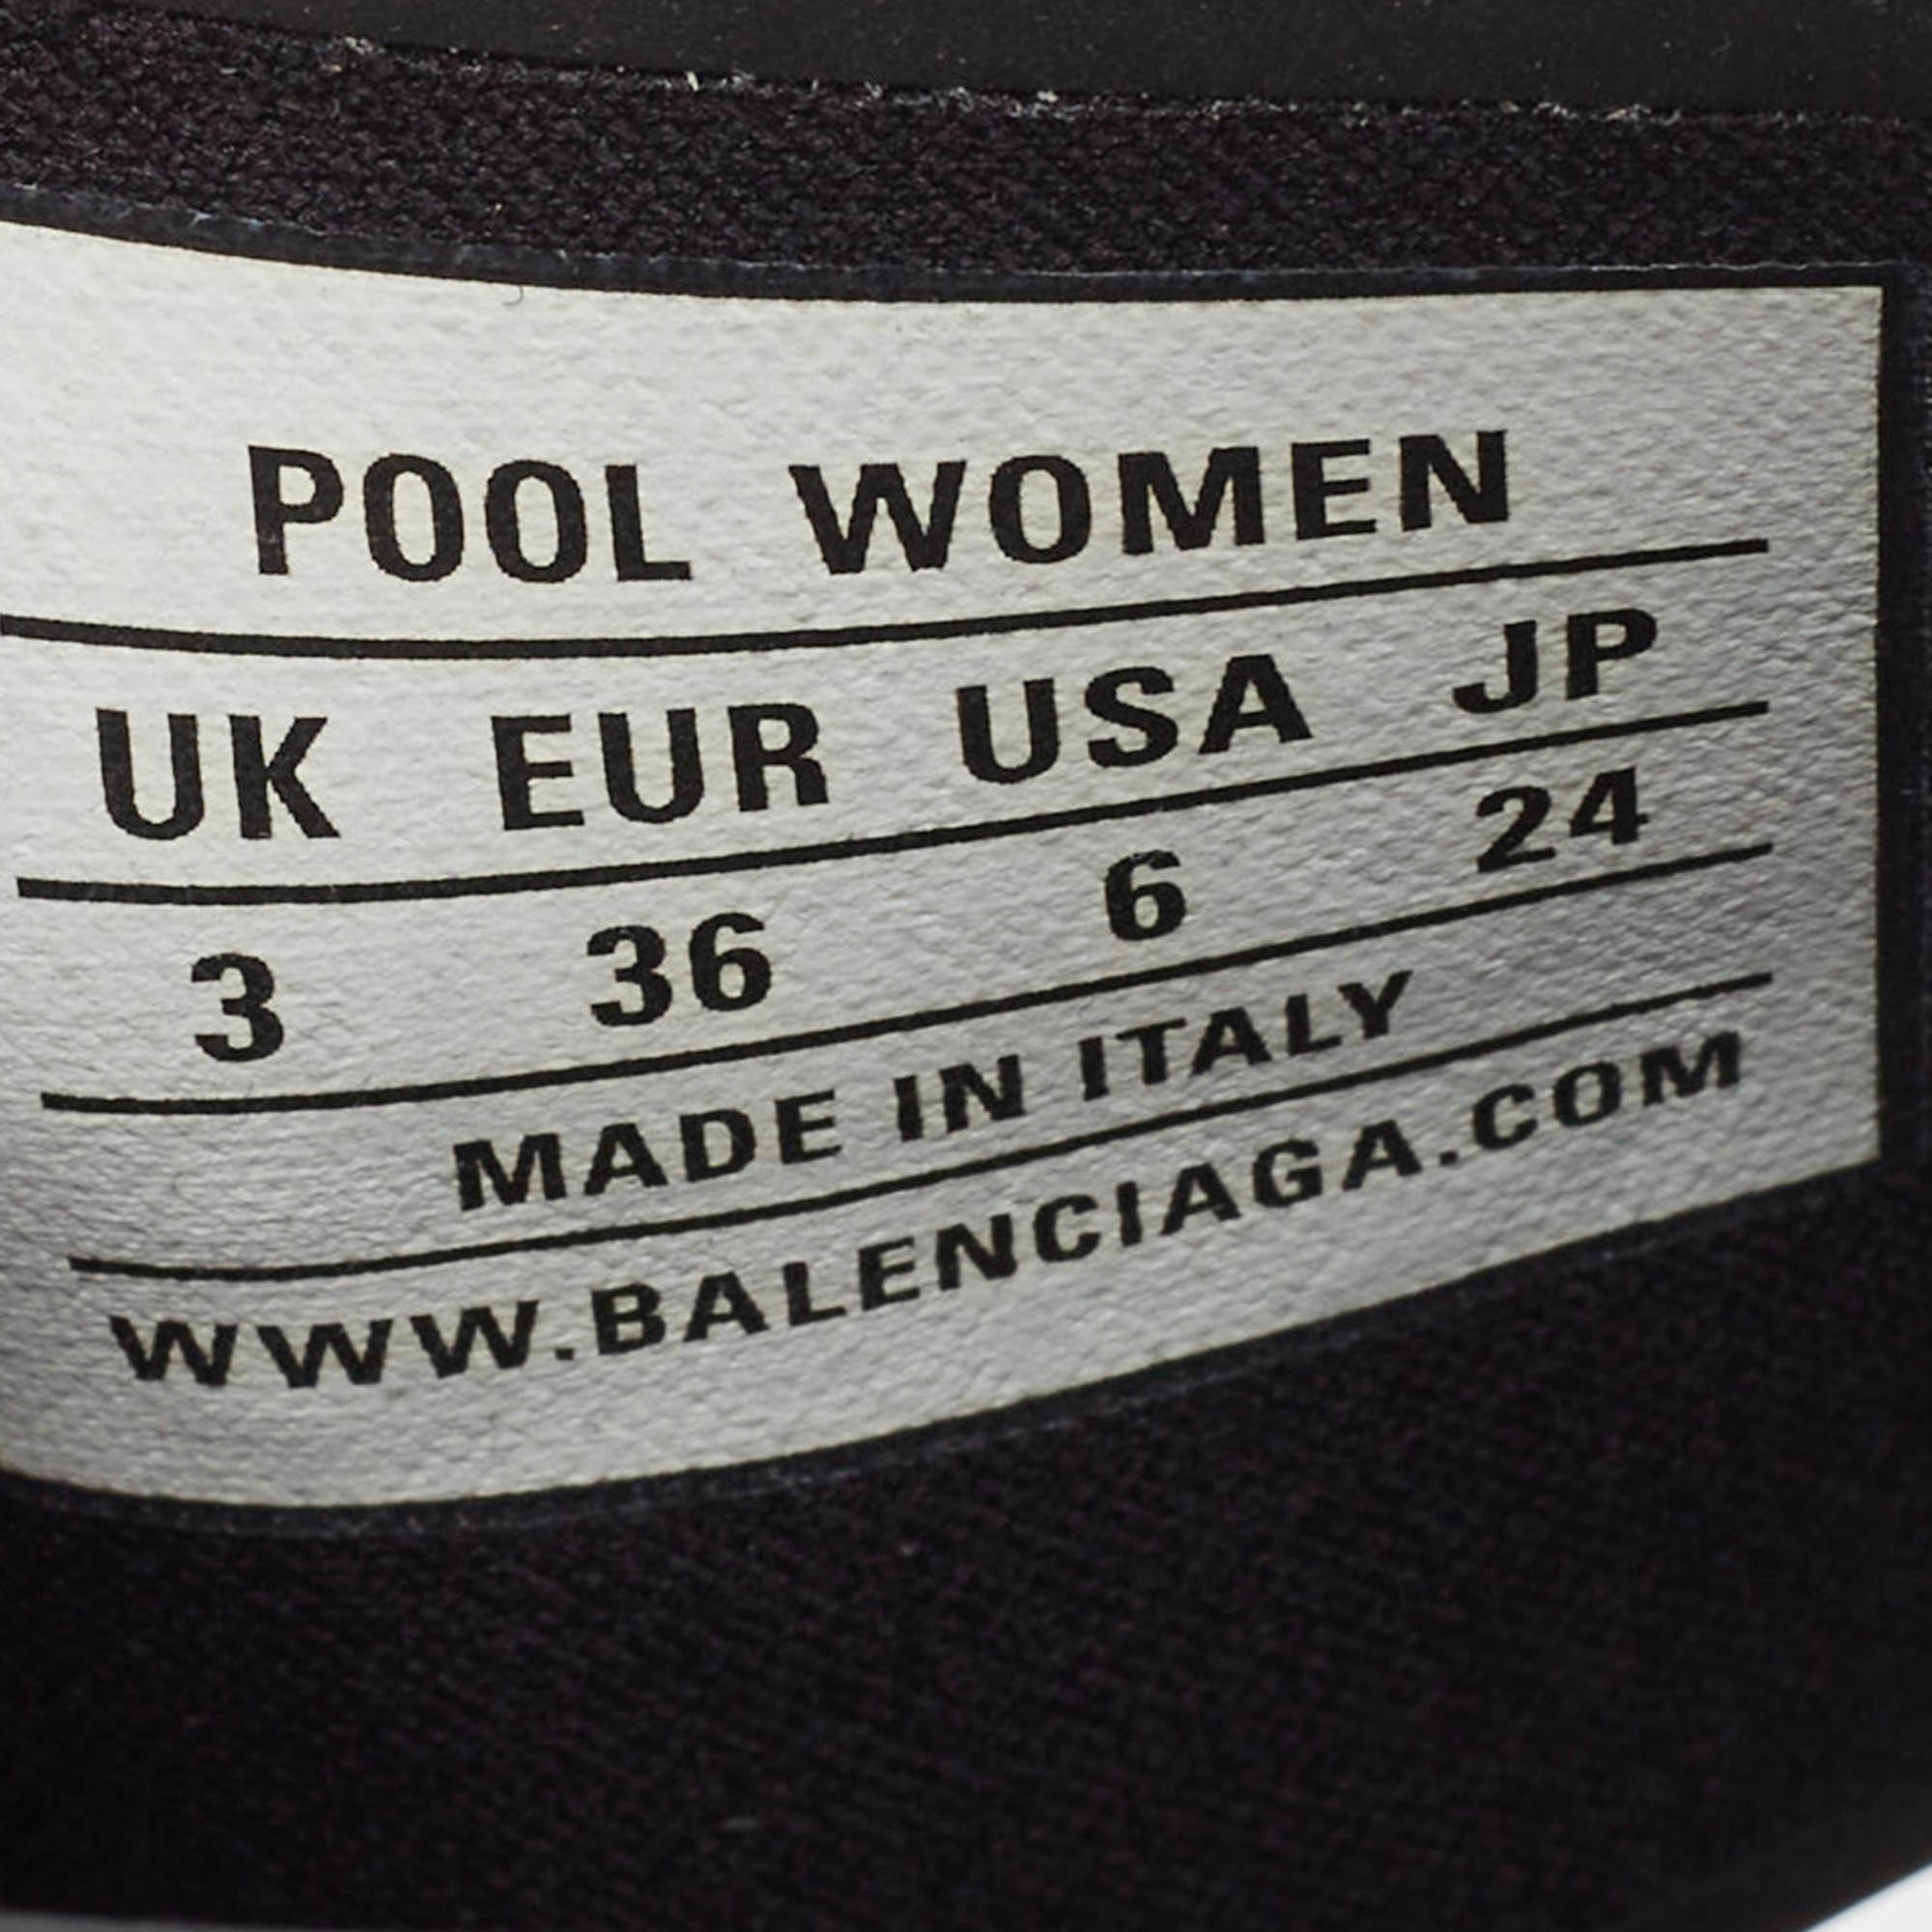 POOL WOMEN
UK EUR USA JP
3 36 6 24
MADE IN ITALY
WWW.BALENCIAGA.COM